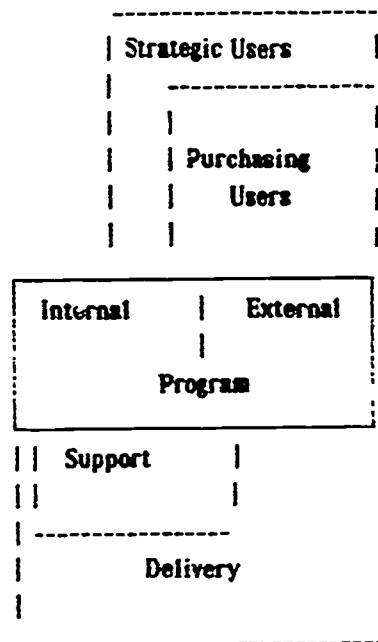 Strategic Users
Purchasing
Users
Internal | External
Program
Support
Delivery